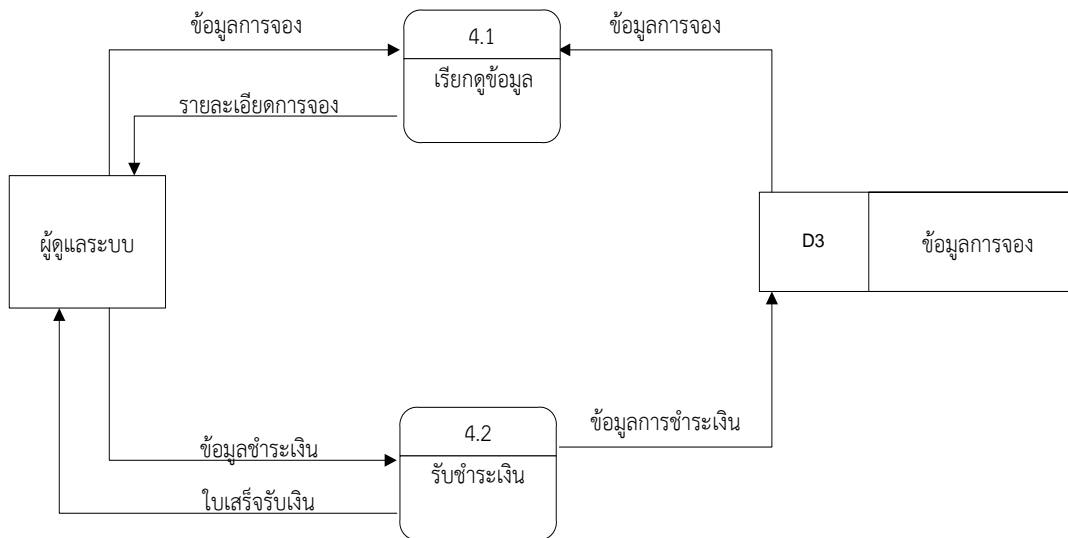 ข้อมูลการจอง
4.1
ข้อมูลการจอง
เรียกดูข้อมูล
รายละเอียดการจอง
ผู้ดูแลระบบ
D3
ข้อมูลการจอง
4.2
ข้อมูลการชำระเงิน
ข้อมูลชำระเงิน
รับชำระเงิน
ใบเสร็จรับเงิน